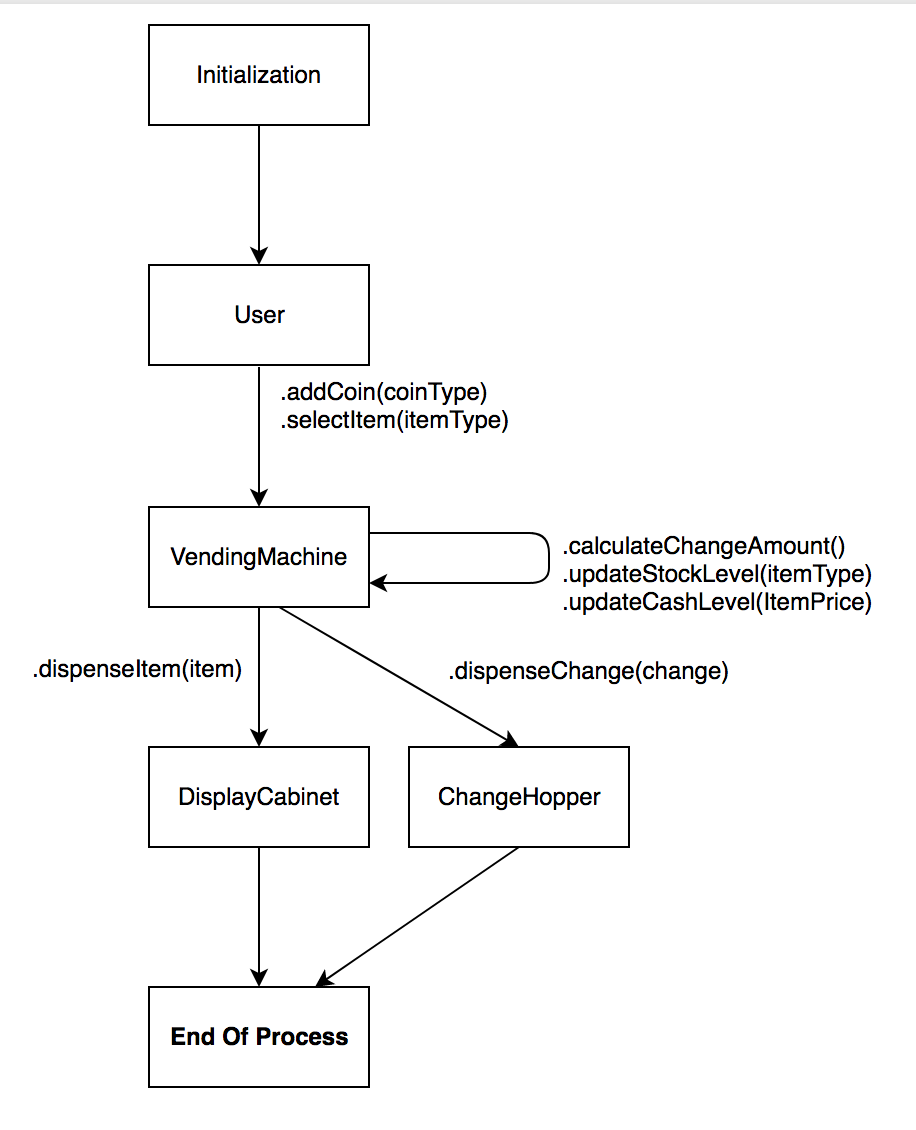 Initialization
User
.addCoin(coinType)
.selectItem(itemType)
VendingMachine
.calculateChangeAmount()
.updateStockLevel(itemType)
.updateCashLevel(ItemPrice)
.dispenseItem(item)
.dispenseChange(change)
DisplayCabinet
ChangeHopper
End Of Process